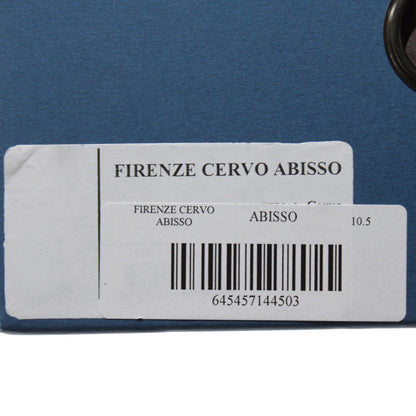 FIRENZE CERVO ABISSO
FIRENZE CERVO
ABISSO
ABISSO
10.5
645457144503